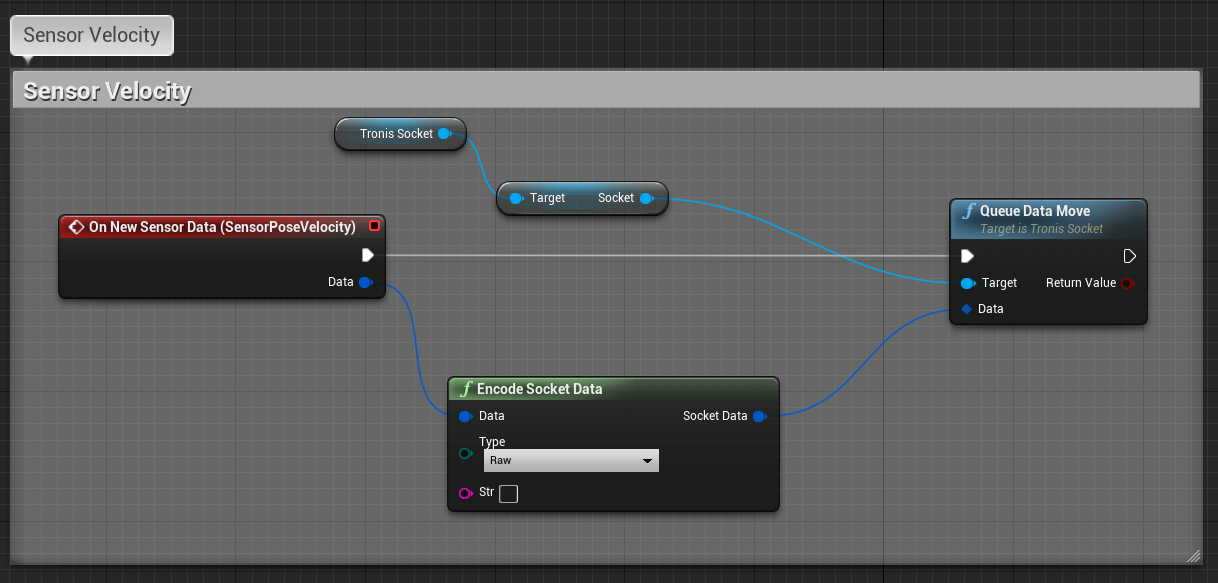 Sensor Velocity
Sensor Velocity
Tronis Socket
Target Socket
On New Sensor Data (SensorPoseVelocity)
Data
f Queue Data Move
Target is Tronis Socket
Target Return Value
Data
f Encode Socket Data
Data Socket Data
Type
Raw
Str